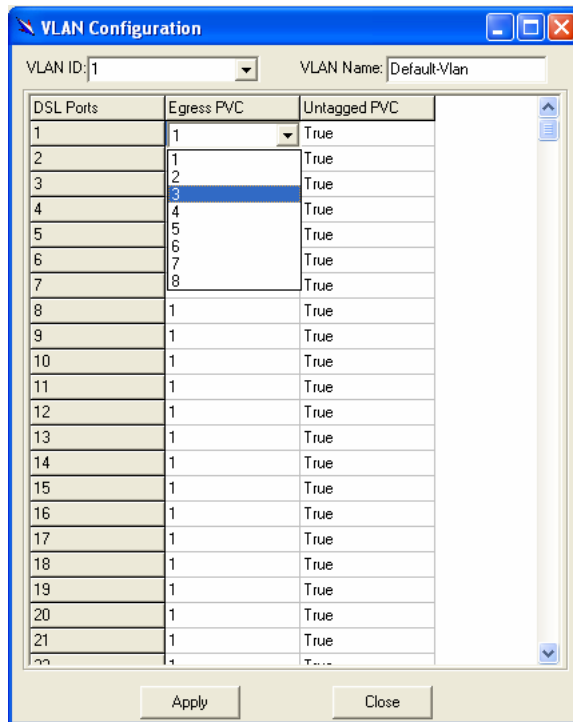 VLAN Configuration
VLAN ID: 1 VLAN Name: Default-Vlan
DSL Ports Egress PVC Untagged PVC
1 1 True
2 1 True
3 2 True
3
4 4 True
5 5 True
6 6 True
7 7 True
8
8 1 True
9 1 True
10 1 True
11 1 True
12 1 True
13 1 True
14 1 True
15 1 True
16 1 True
17 1 True
18 1 True
19 1 True
20 1 True
21 1 True
Apply Close